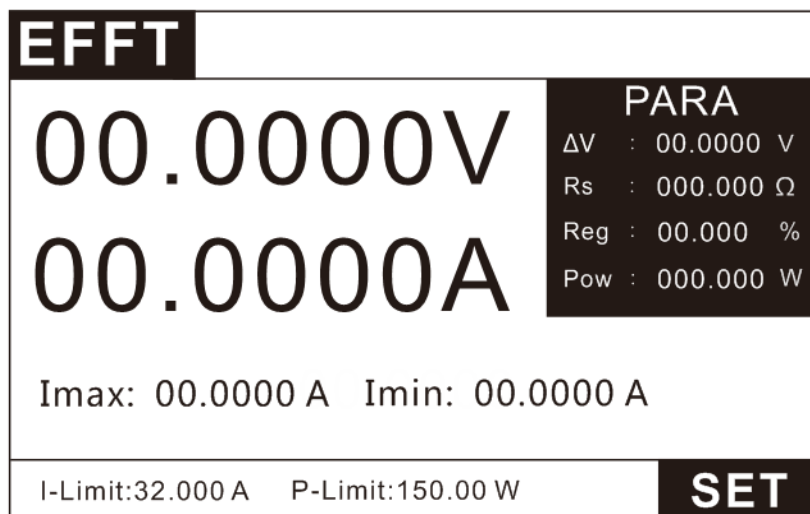 EFFT
00.0000V
00.0000A
PARA
ΔV : 00.0000 V
Rs : 000.000 Ω
Reg : 00.000 %
Pow : 000.000 W
Imax: 00.0000 A Imin: 00.0000 A
I-Limit:32.000 A P-Limit:150.00 W
SET